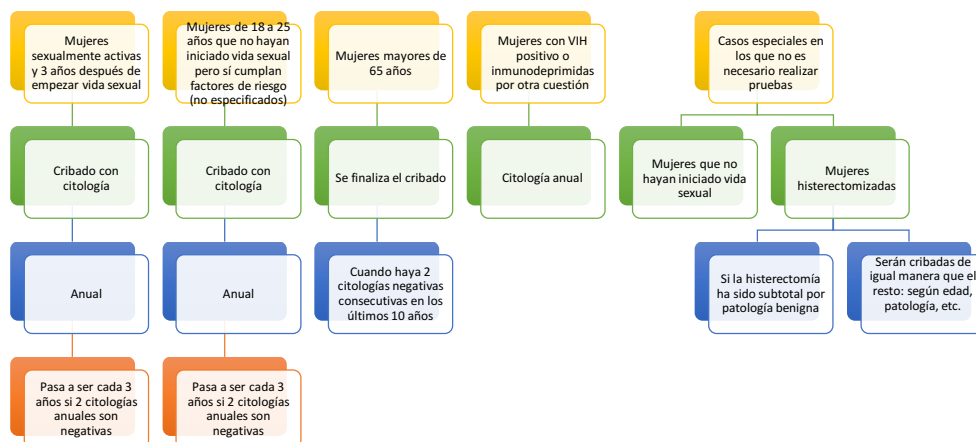 Mujeres
sexualmente activas
y 3 años después de
empezar vida sexual
Mujeres de 18 a 25
años que no hayan
iniciado vida sexual
pero sí cumplan
factores de riesgo
(no especificados)
Mujeres mayores de
65 años
Mujeres con VIH
positivo o
inmunodeprimidas
por otra cuestión
Casos especiales en
los que no es
necesario realizar
pruebas
Cribado con
citología
Cribado con
citología
Se finaliza el cribado
Citología anual
Mujeres que no
hayan iniciado vida
sexual
Mujeres
histerectomizadas
Anual
Anual
Cuando haya 2
citologías negativas
consecutivas en los
últimos 10 años
Si la histerectomía
ha sido subtotal por
patología benigna
Serán cribadas de
igual manera que el
resto: según edad,
patología, etc.
Pasa a ser cada 3
años si 2 citologías
anuales son
negativas
Pasa a ser cada 3
años si 2 citologías
anuales son
negativas